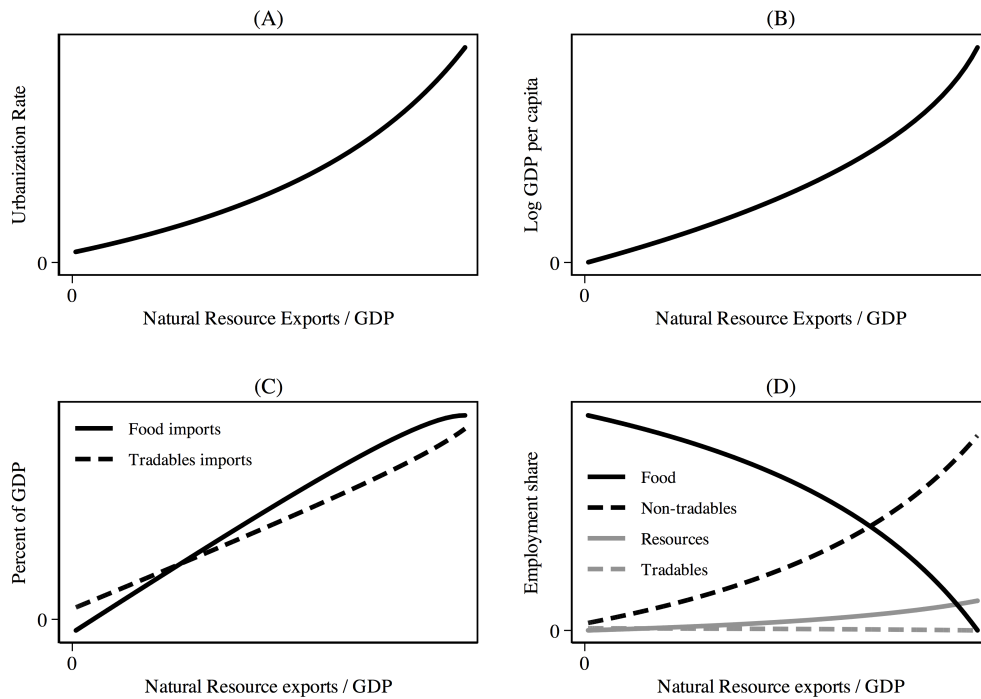 (A)
Urbanization Rate
0
0
Natural Resource Exports / GDP
(B)
Log GDP per capita
0
0
Natural Resource Exports / GDP
(C)
Percent of GDP
Food imports
Tradables imports
0
0
Natural Resource exports / GDP
(D)
Employment share
Food
Non-tradables
Resources
Tradables
0
0
Natural Resource exports / GDP